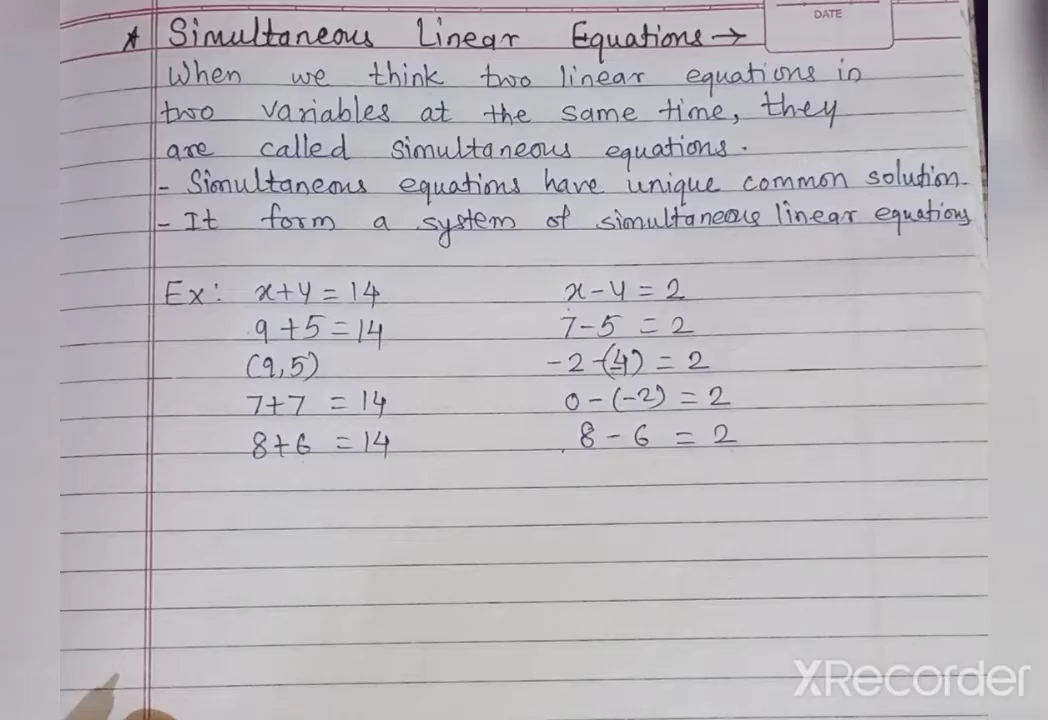 DATE
* Simultaneous Linear Equations →
When we think two linear equations in
two variables at the same time, they
are called simultaneous equations.
- Simultaneous equations have unique common solution.
- It form a system of simultaneous linear equations
Ex: x+y = 14    x-y = 2
9+5 = 14    7-5 = 2
(9,5)    -2-(4) = 2
7+7 = 14    0-(-2) = 2
8+6 = 14    8-6 = 2
XRecorder